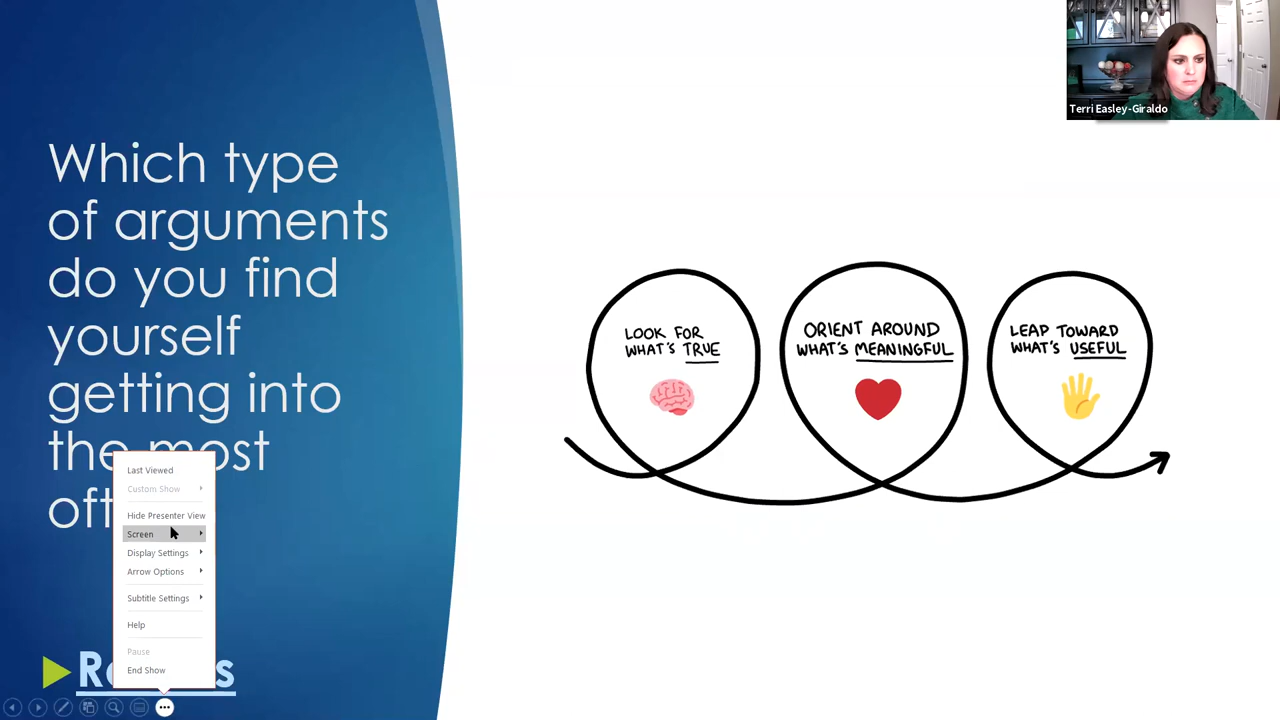 Which type
of arguments
do you find
yourself
getting into
the most
Last Viewed
Custom Show
Hide Presenter View
Screen
Display Settings
Arrow Options
Subtitle Settings
Help
Pause
End Show
LOOK FOR
WHAT'S TRUE
ORIENT AROUND
WHAT'S MEANINGFUL
LEAP TOWARD
WHAT'S USEFUL
Terri Easley-Giraldo